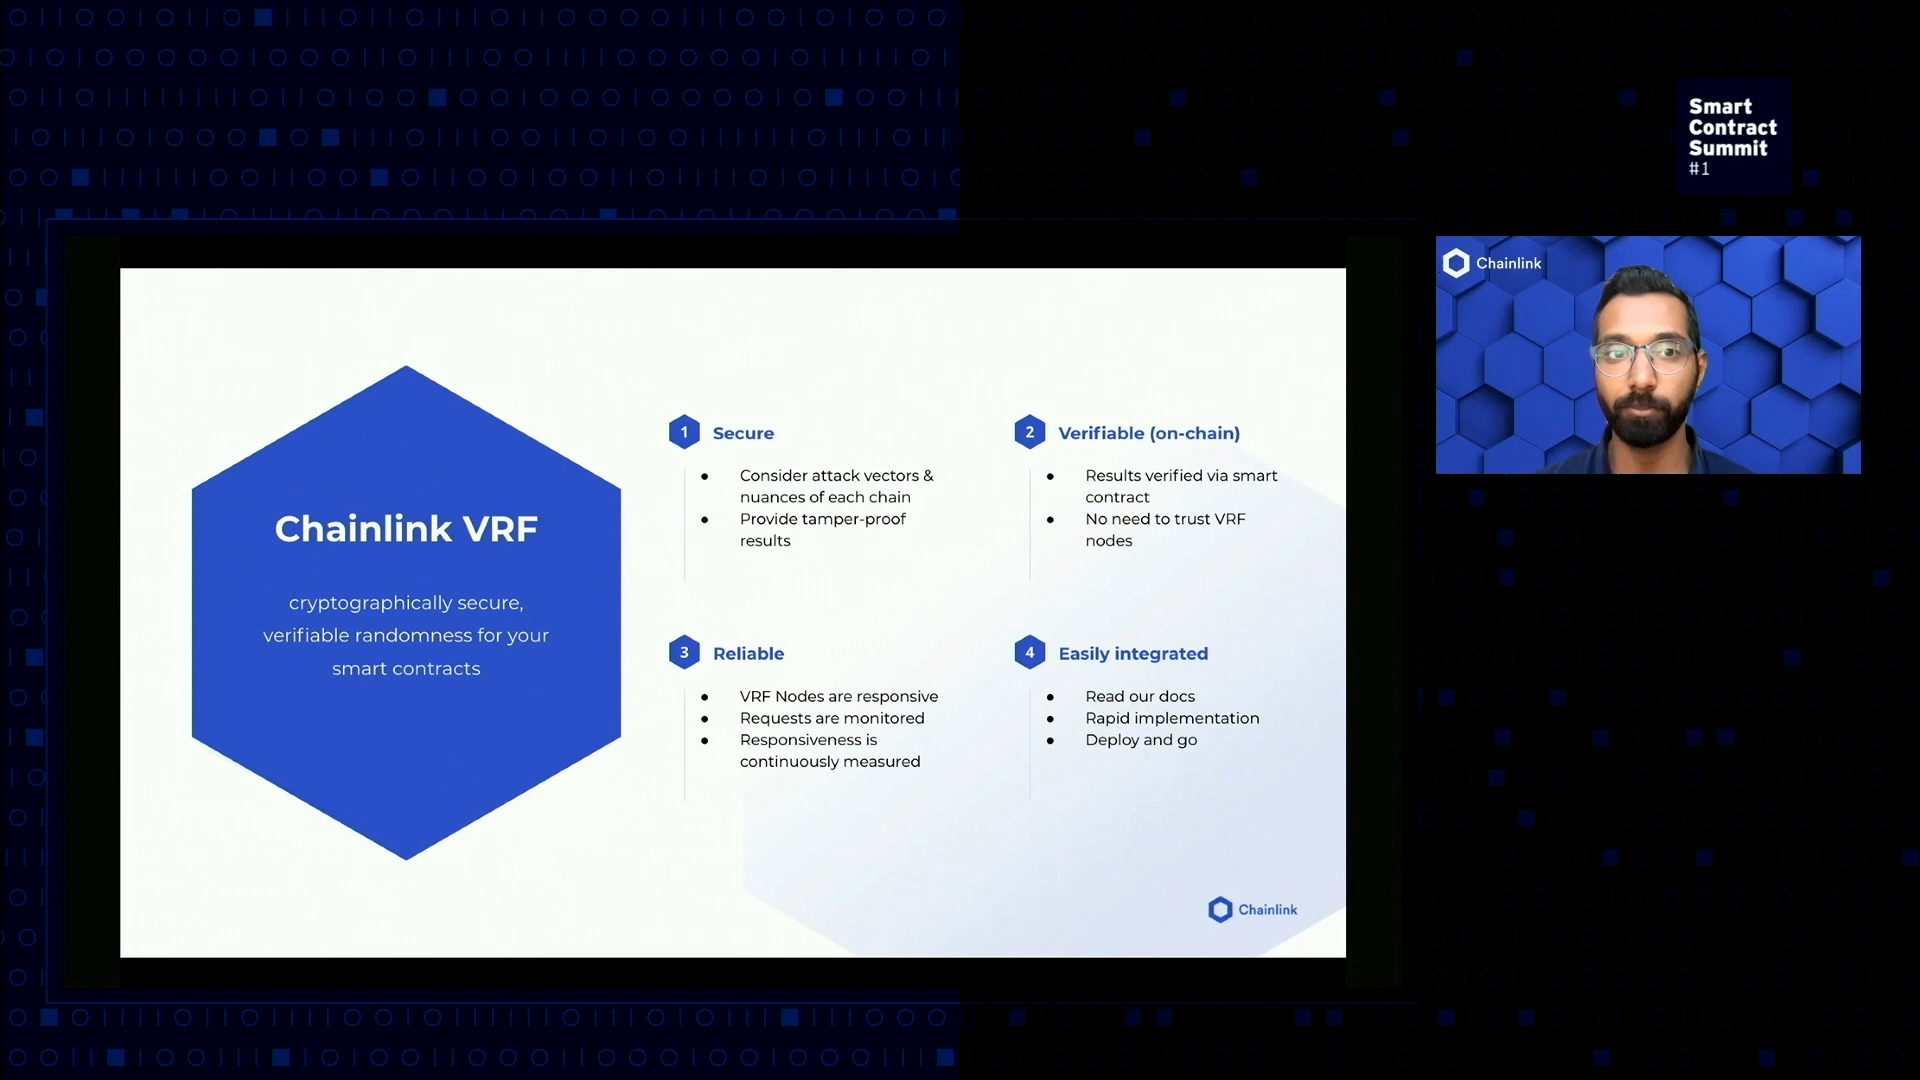 Smart
Contract
Summit
#1
Chainlink
Chainlink VRF
cryptographically secure,
verifiable randomness for your
smart contracts
1 Secure
● Consider attack vectors &
nuances of each chain
● Provide tamper-proof
results
2 Verifiable (on-chain)
● Results verified via smart
contract
● No need to trust VRF
nodes
3 Reliable
● VRF Nodes are responsive
● Requests are monitored
● Responsiveness is
continuously measured
4 Easily integrated
● Read our docs
● Rapid implementation
● Deploy and go
Chainlink